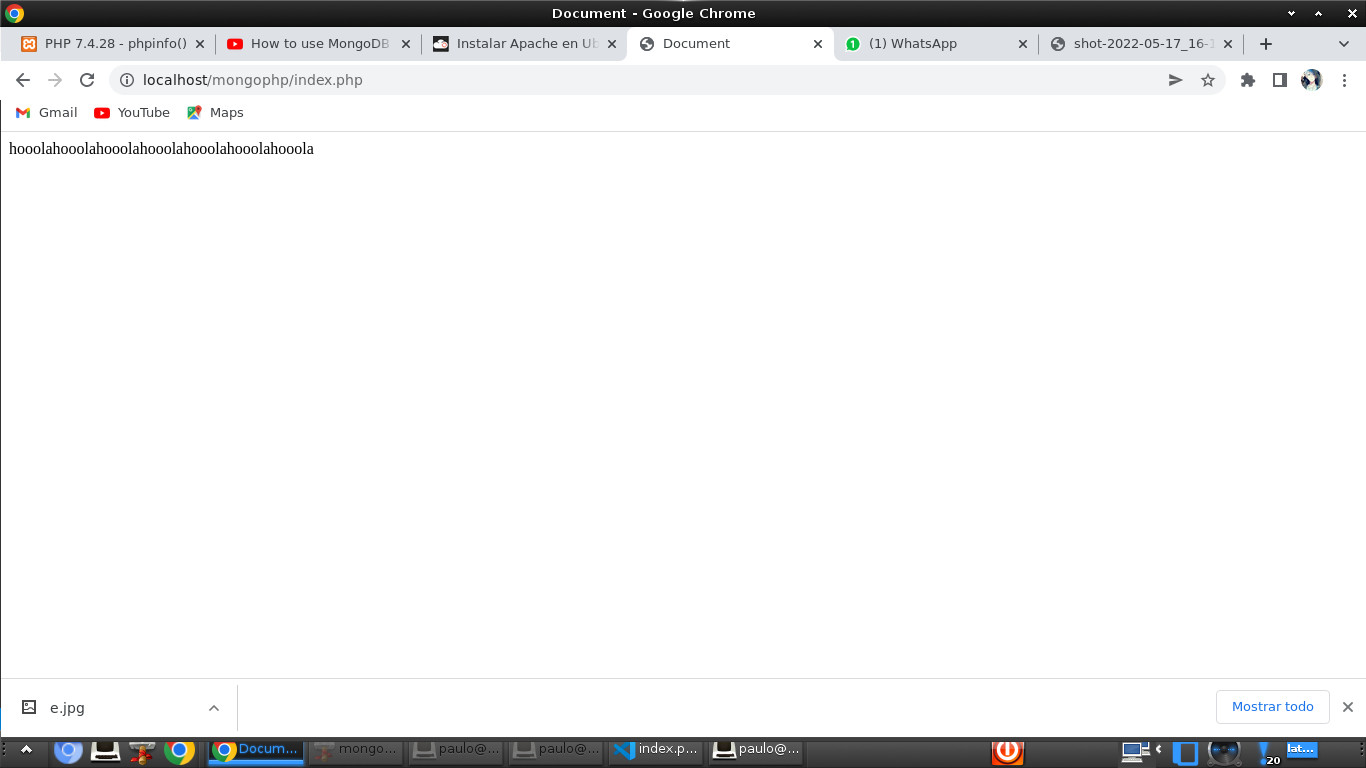 Document - Google Chrome
PHP 7.4.28 - phpinfo()
How to use MongoDB
Instalar Apache en Ub
Document
(1) WhatsApp
shot-2022-05-17_16-1
localhost/mongophp/index.php
Gmail
YouTube
Maps
hooolahooolahooolahooolahooolahooolahooola
e.jpg
Mostrar todo
Docum...
mongo...
paulo@...
paulo@...
index.p...
paulo@...
20
lat...